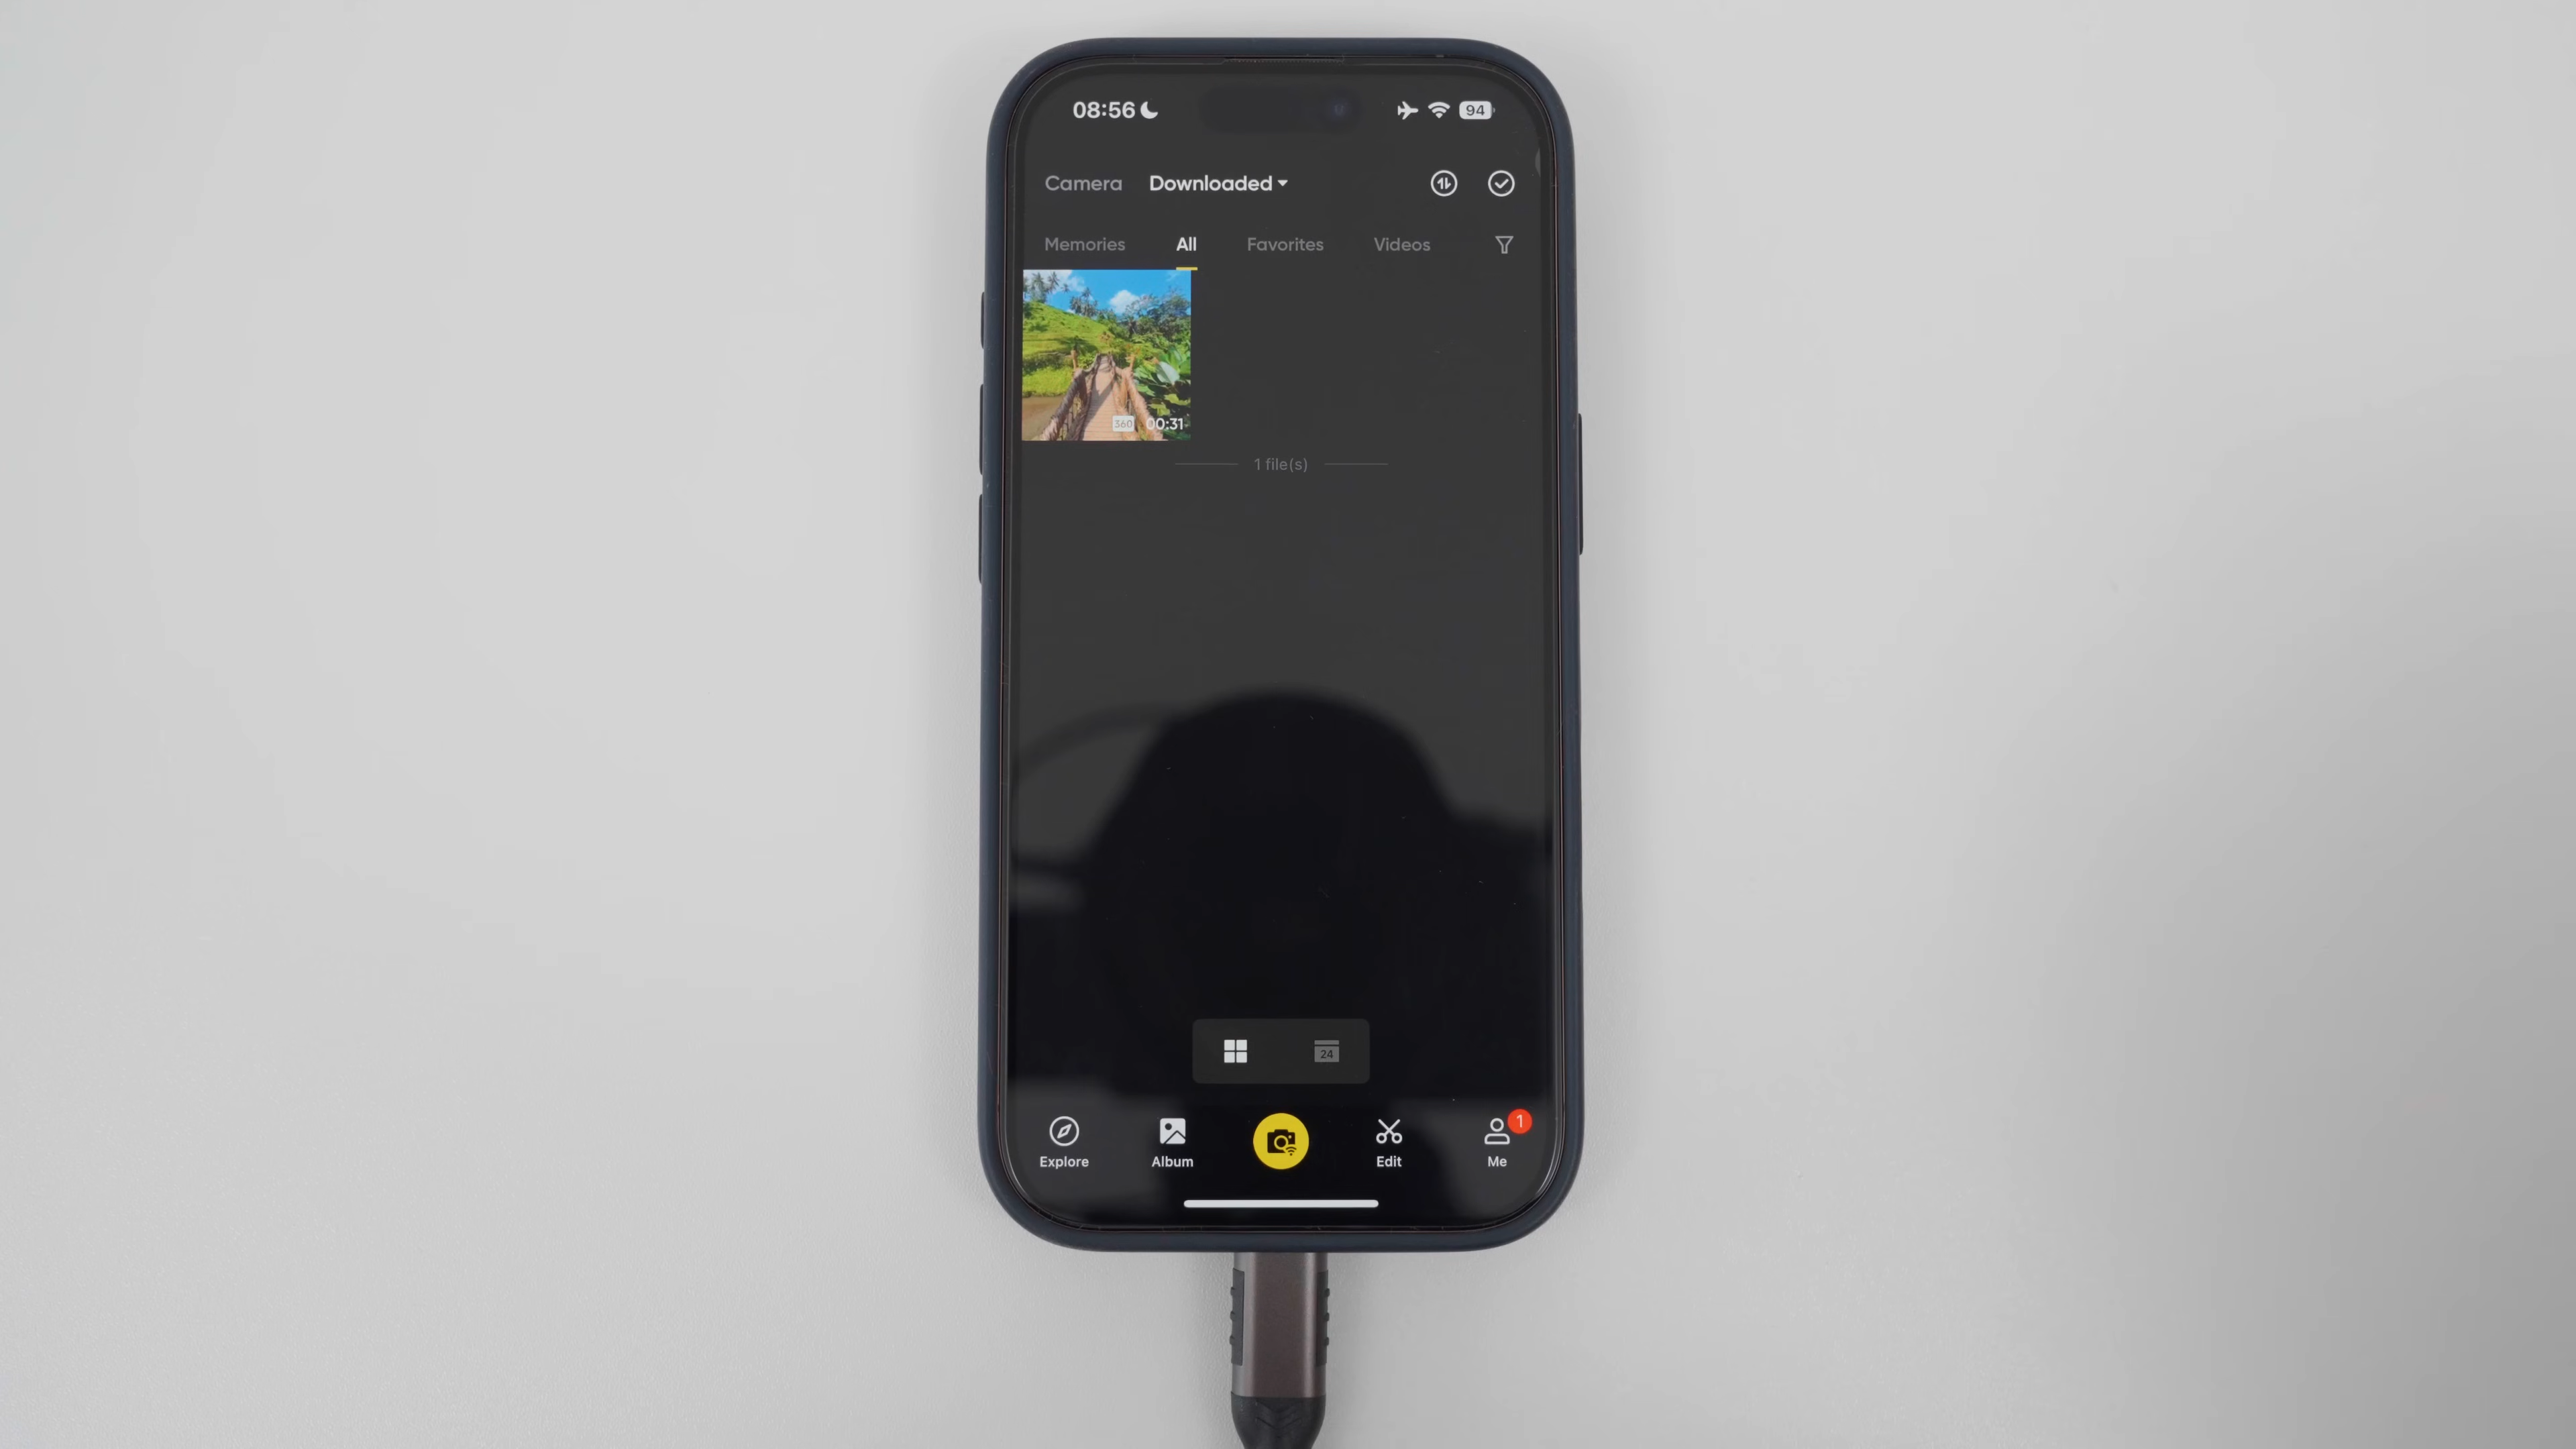 08:56 94
Camera Downloaded
Memories All Favorites Videos
360 00:31
1 file(s)
24
1
Explore Album Edit Me